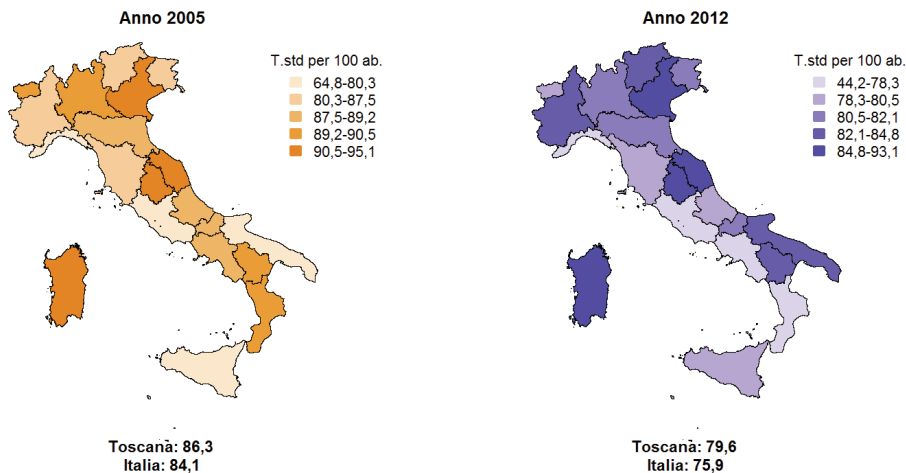 Anno 2005
T.std per 100 ab.
64,8-80,3
80,3-87,5
87,5-89,2
89,2-90,5
90,5-95,1
Toscana: 86,3
Italia: 84,1
Anno 2012
T.std per 100 ab.
44,2-78,3
78,3-80,5
80,5-82,1
82,1-84,8
84,8-93,1
Toscana: 79,6
Italia: 75,9